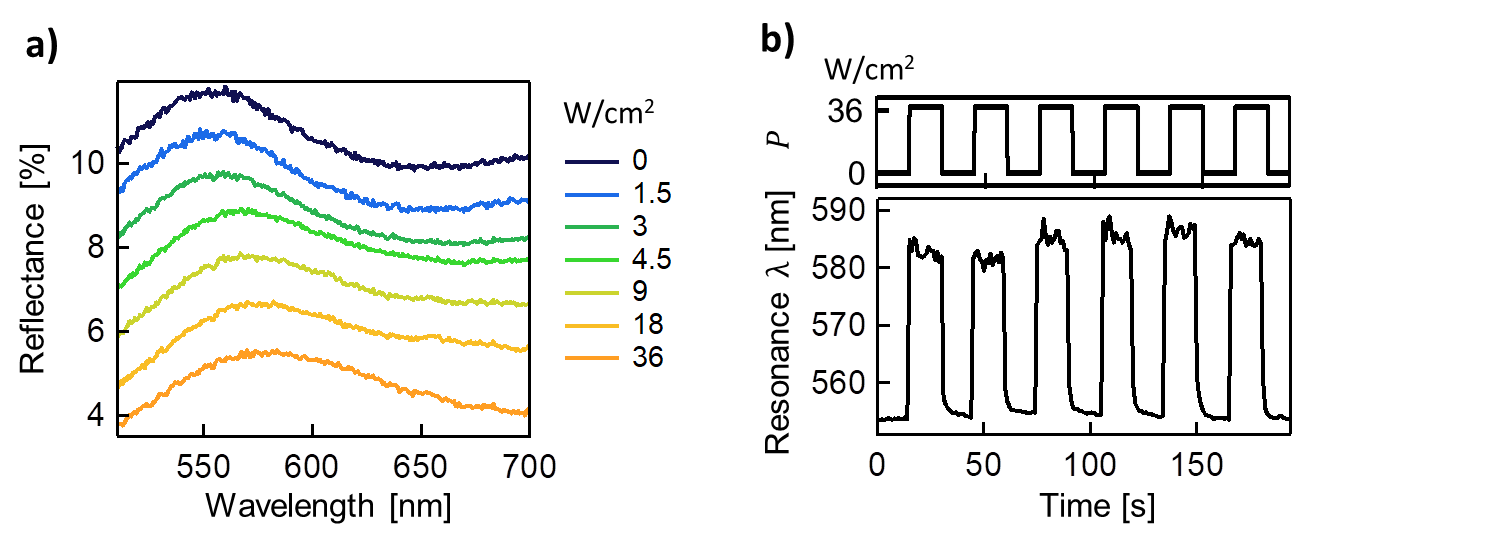 a)
Reflectance [%]
10
8
6
4
550 600 650 700
Wavelength [nm]
W/cm²
0
1.5
3
4.5
9
18
36
b)
W/cm²
P
36
0
Resonance λ [nm]
590
580
570
560
0 50 100 150
Time [s]